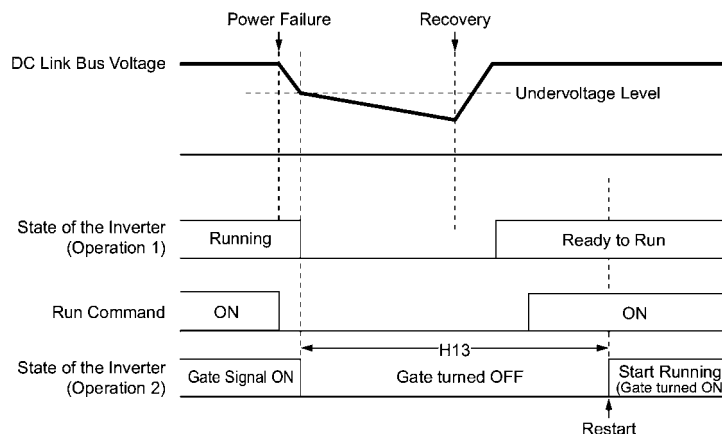 Power Failure
Recovery
DC Link Bus Voltage
Undervoltage Level
State of the Inverter
(Operation 1)
Running
Ready to Run
Run Command
ON
ON
H13
State of the Inverter
(Operation 2)
Gate Signal ON
Gate turned OFF
Start Running
(Gate turned ON
Restart